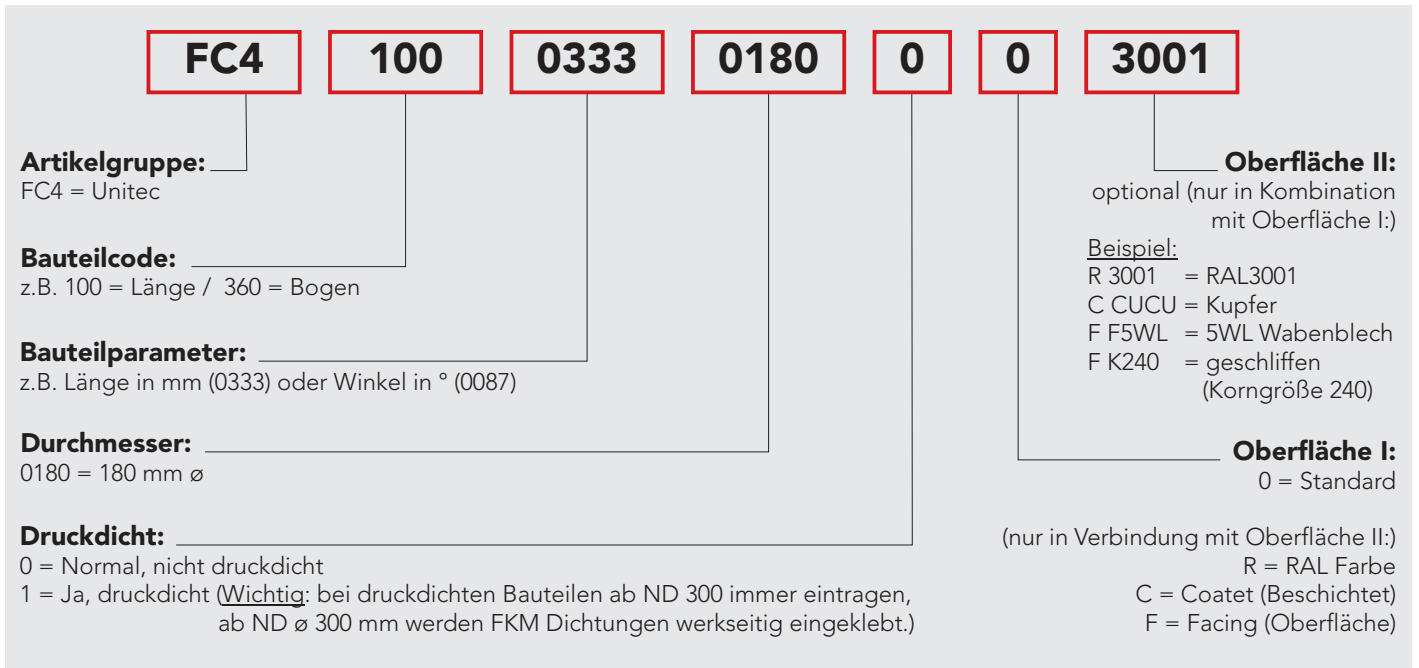 FC4 100 0333 0180 0 0 3001
Artikelgruppe:
FC4 = Unitec
Bauteilcode:
z.B. 100 = Länge / 360 = Bogen
Bauteilparameter:
z.B. Länge in mm (0333) oder Winkel in ° (0087)
Durchmesser:
0180 = 180 mm ø
Druckdicht:
0 = Normal, nicht druckdicht
1 = Ja, druckdicht (Wichtig: bei druckdichten Bauteilen ab ND 300 immer eintragen,
ab ND ø 300 mm werden FKM Dichtungen werkseitig eingeklebt.)
Oberfläche II:
optional (nur in Kombination
mit Oberfläche I:)
Beispiel:
R 3001 = RAL3001
C CUCU = Kupfer
F F5WL = 5WL Wabenblech
F K240 = geschliffen
(Korngröße 240)
Oberfläche I:
0 = Standard
(nur in Verbindung mit Oberfläche II:)
R = RAL Farbe
C = Coatet (Beschichtet)
F = Facing (Oberfläche)